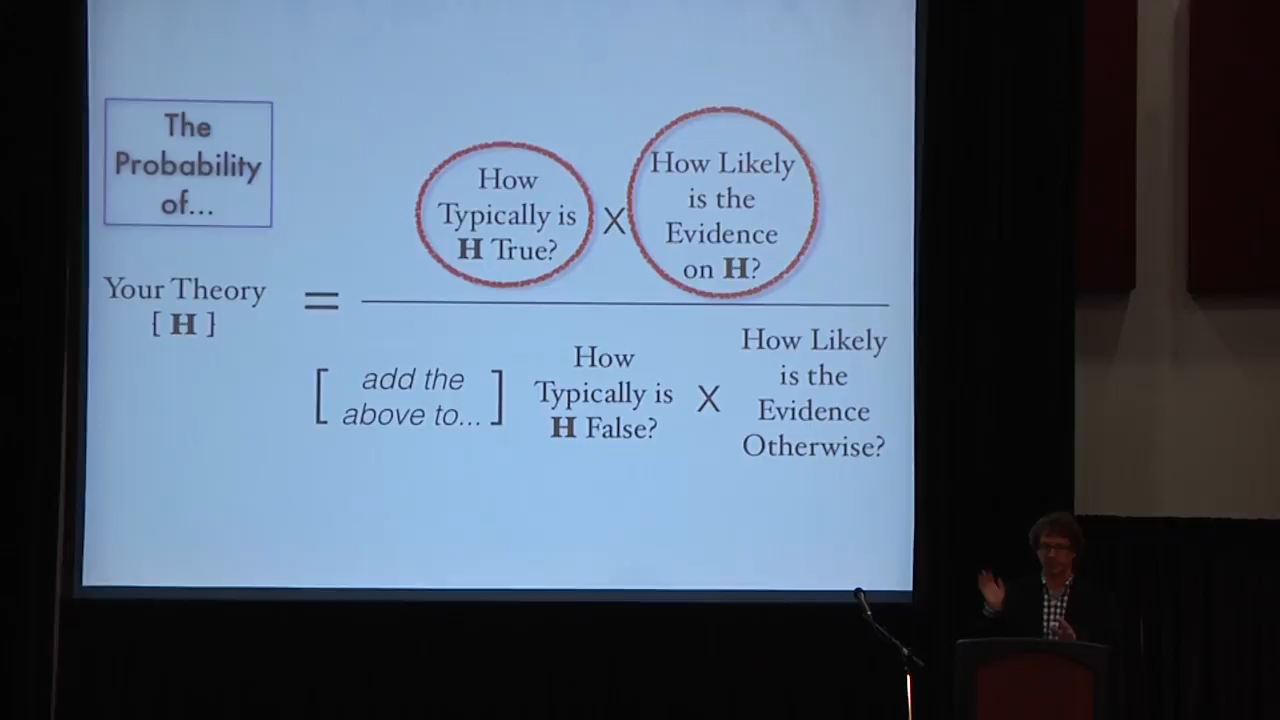 The
Probability
of...
Your Theory
[ H ]
=
How
Typically is
H True?
X
How Likely
is the
Evidence
on H?
[ add the
above to... ]
How
Typically is
H False?
X
How Likely
is the
Evidence
Otherwise?